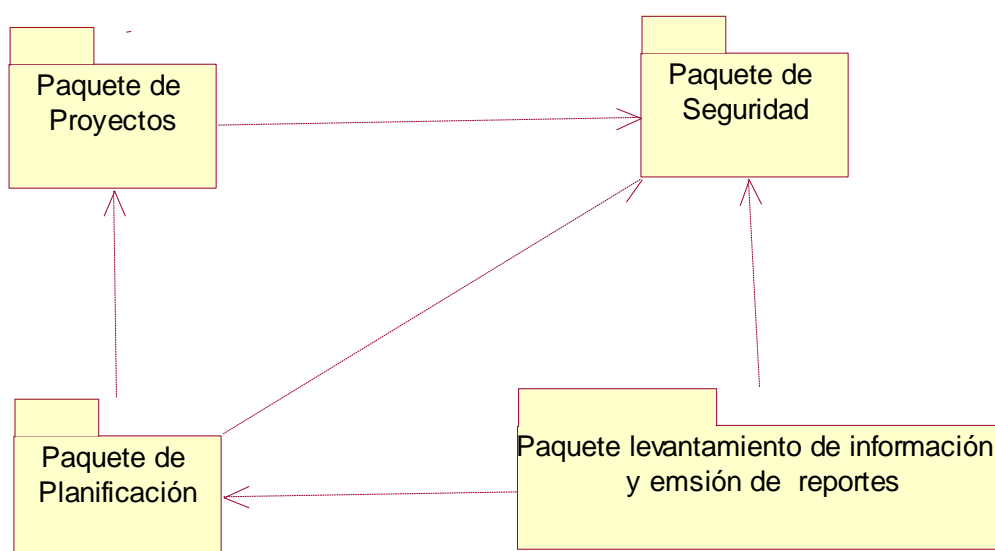 Paquete de
Proyectos
Paquete de
Seguridad
Paquete de
Planificación
Paquete levantamiento de información
y emsión de reportes